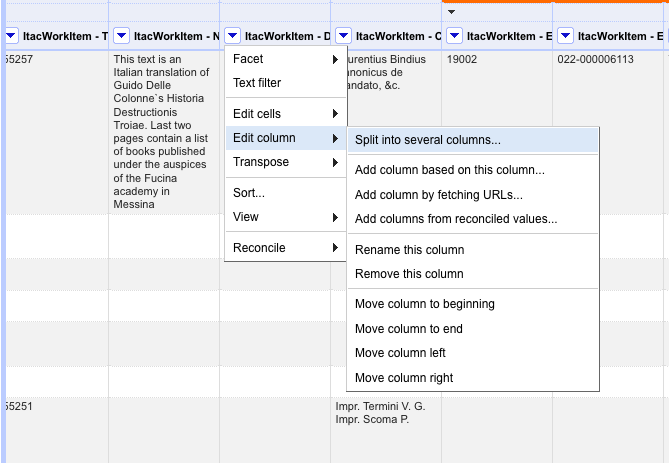 ItacWorkItem - T
ItacWorkItem - N
ItacWorkItem - D
ItacWorkItem - C
ItacWorkItem - E
ItacWorkItem - E
55257
This text is an
Italian translation of
Guido Delle
Colonne`s Historia
Destructionis
Troiae. Last two
pages contain a list
of books published
under the auspices
of the Fucina
academy in
Messina
urentius Bindius
nonicus de
andato, &c.
19002
022-000006113
Facet
Text filter
Edit cells
Edit column
Transpose
Sort...
View
Reconcile
Split into several columns...
Add column based on this column...
Add column by fetching URLs...
Add columns from reconciled values...
Rename this column
Remove this column
Move column to beginning
Move column to end
Move column left
Move column right
55251
Impr. Termini V. G.
Impr. Scoma P.